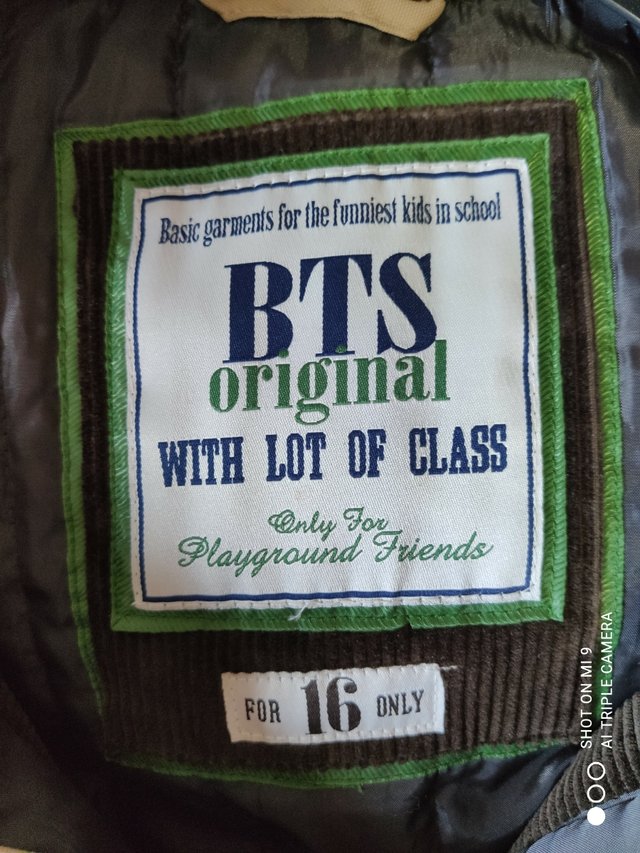 Basic garments for the funniest kids in school
BTS
original
WITH LOT OF CLASS
Only For
Playground Friends
FOR 16 ONLY
SHOT ON MI 9
AI TRIPLE CAMERA